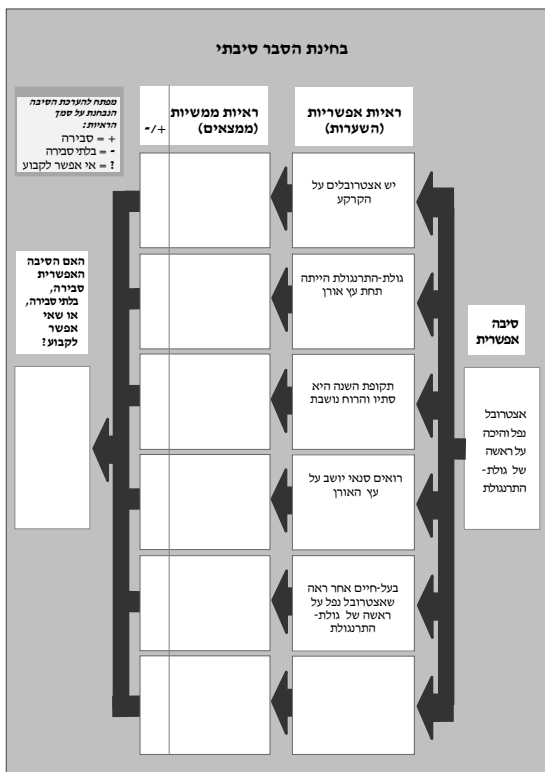 בחינת הסבר סיבתי
סיבה
אפשרית
אצטרובל
נפל והיכה
על ראשה
של גולת-
התרנגולת
ראיות אפשריות
(השערות)
יש אצטרובלים על
הקרקע
גולת-התרנגולת הייתה
תחת עץ אורן
תקופת השנה היא
סתיו והרוח נושבת
רואים סנאי יושב על
עץ האורן
בעל-חיים אחר ראה
שאצטרובל נפל על
ראשה של גולת-
התרנגולת
ראיות ממשיות
(ממצאים)
+/-
מפתח להערכת הסיבה
הנבחנת על סמך
הראיות:
+ = סבירה
- = בלתי סבירה
? = אי אפשר לקבוע
האם הסיבה
האפשרית
סבירה,
בלתי סבירה,
או שאי
אפשר
לקבוע?